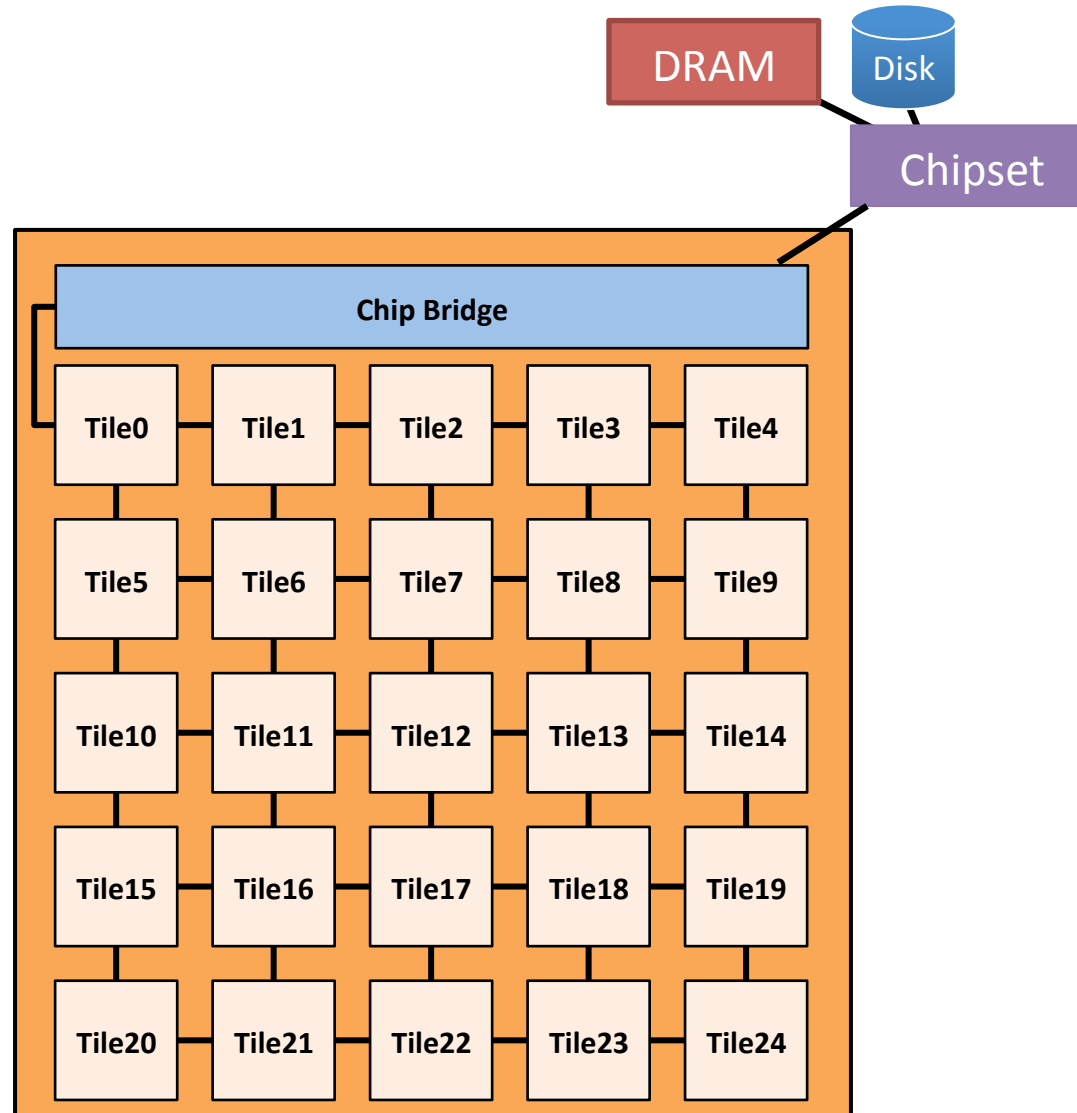 DRAM
Disk
Chipset
Chip Bridge
Tile0 Tile1 Tile2 Tile3 Tile4
Tile5 Tile6 Tile7 Tile8 Tile9
Tile10 Tile11 Tile12 Tile13 Tile14
Tile15 Tile16 Tile17 Tile18 Tile19
Tile20 Tile21 Tile22 Tile23 Tile24